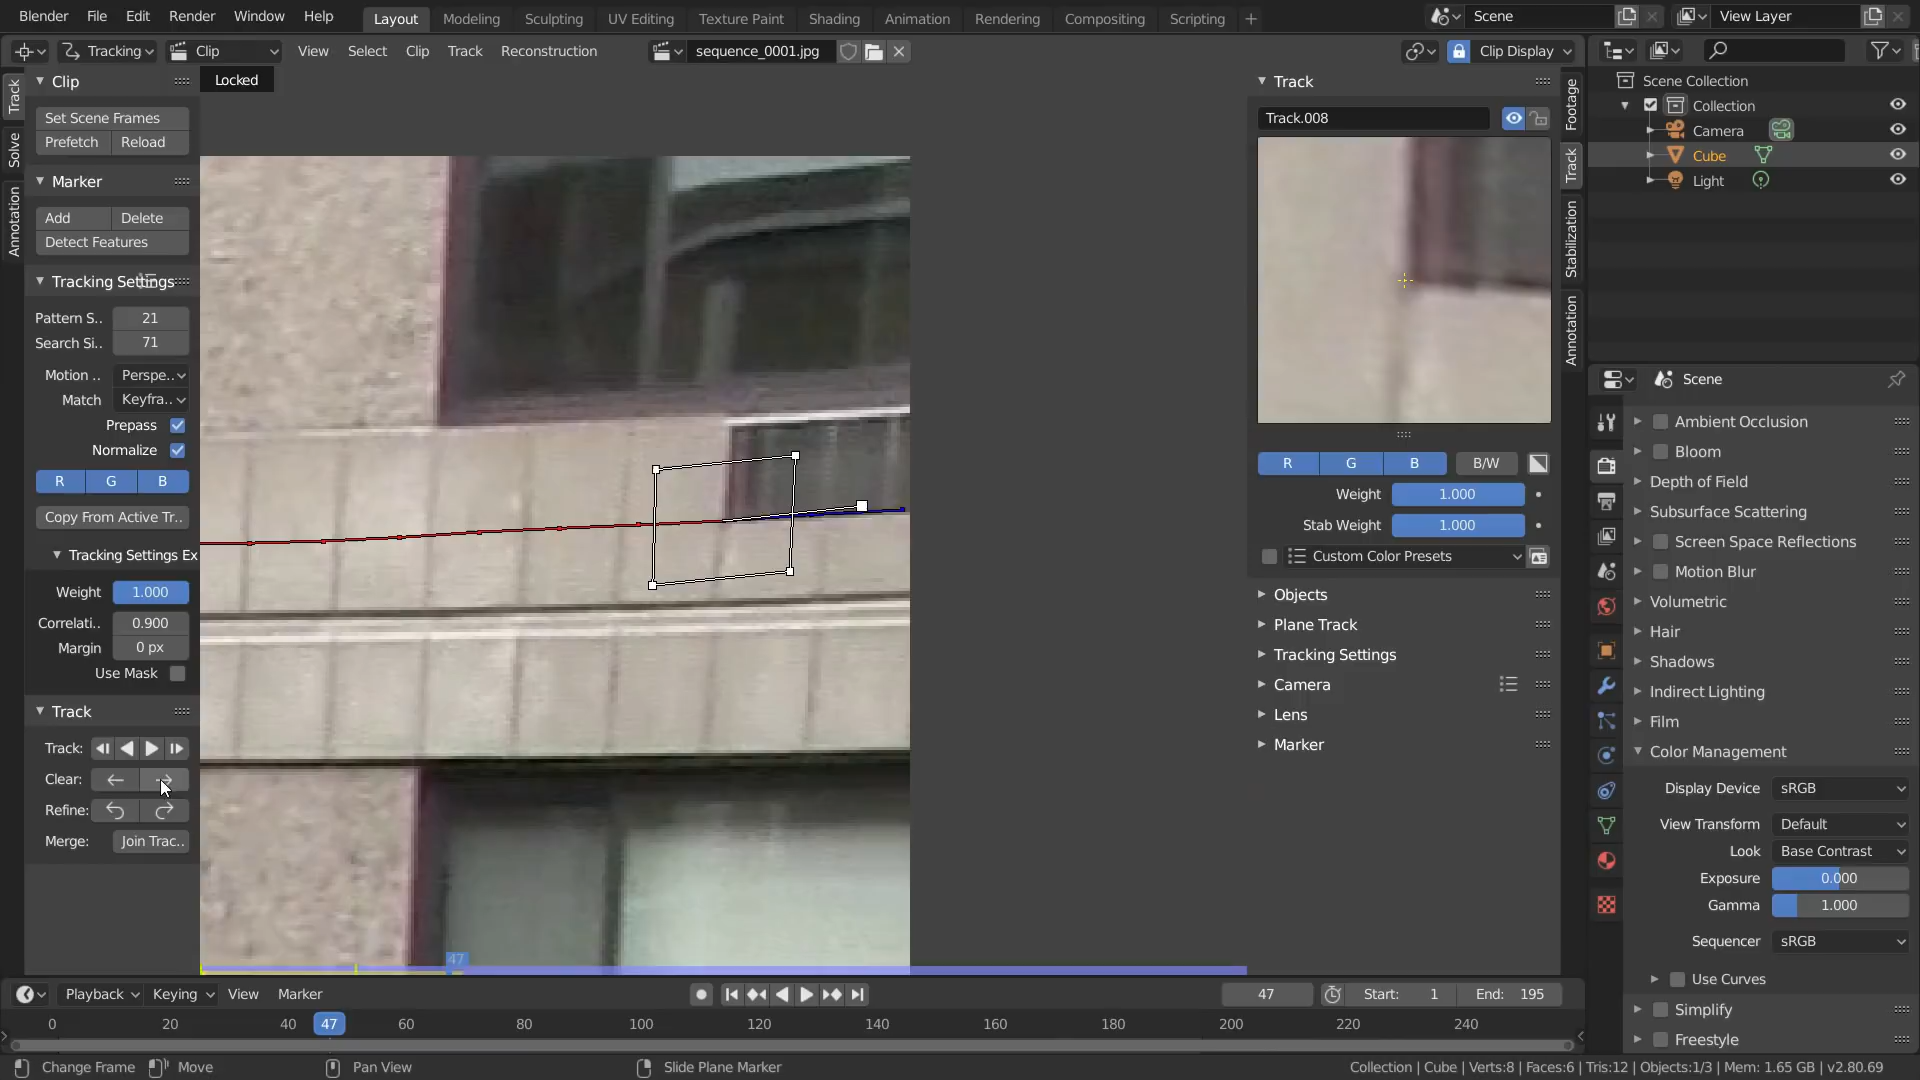 Blender File Edit Render Window Help Layout Modeling Sculpting UV Editing Texture Paint Shading Animation Rendering Compositing Scripting + Scene View Layer
Tracking Clip View Select Clip Track Reconstruction sequence_0001.jpg Clip Display
Track
Solve
Annotation
Clip
Locked
Set Scene Frames
Prefetch Reload
Marker
Add Delete
Detect Features
Tracking Settings
Pattern S.. 21
Search Si.. 71
Motion .. Perspe..
Match Keyfra..
Prepass
Normalize
R G B
Copy From Active Tr..
Tracking Settings Ex
Weight 1.000
Correlati.. 0.900
Margin 0 px
Use Mask
Track
Track:
Clear:
Refine:
Merge: Join Trac..
47
Track
Track.008
R G B B/W
Weight 1.000
Stab Weight 1.000
Custom Color Presets
Objects
Plane Track
Tracking Settings
Camera
Lens
Marker
Footage
Track
Stabilization
Annotation
Scene Collection
Collection
Camera
Cube
Light
Scene
Ambient Occlusion
Bloom
Depth of Field
Subsurface Scattering
Screen Space Reflections
Motion Blur
Volumetric
Hair
Shadows
Indirect Lighting
Film
Color Management
Display Device sRGB
View Transform Default
Look Base Contrast
Exposure 0.000
Gamma 1.000
Sequencer sRGB
Use Curves
Simplify
Freestyle
Playback Keying View Marker 47 Start: 1 End: 195
0 20 40 47 60 80 100 120 140 160 180 200 220 240
Change Frame Move Pan View Slide Plane Marker Collection | Cube | Verts:8 | Faces:6 | Tris:12 | Objects:1/3 | Mem: 1.65 GB | v2.80.69